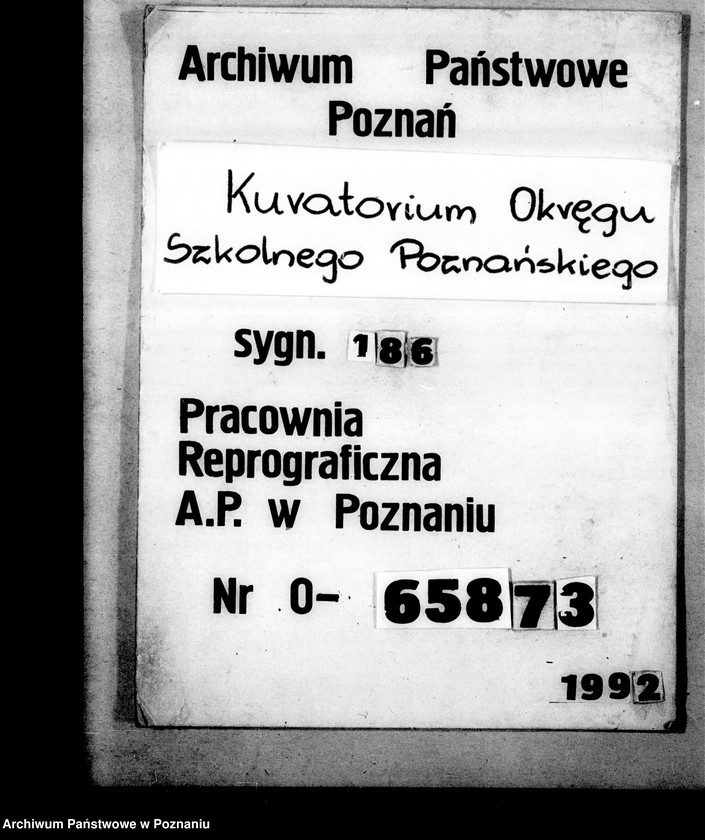 Archiwum Państwowe
Poznań
Kuratorium Okręgu
Szkolnego Poznańskiego
sygn. 186
Pracownia
Reprograficzna
A.P. w Poznaniu
Nr 0- 65873
1992
Archiwum Państwowe w Poznaniu